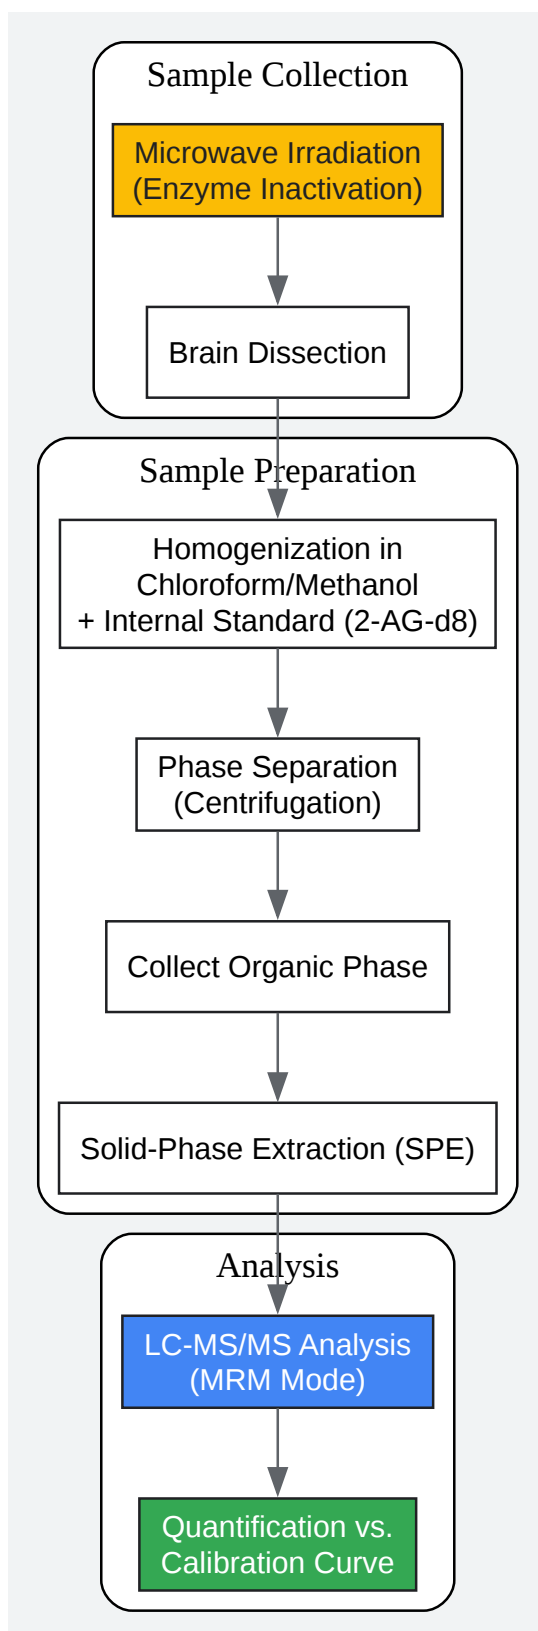 Sample Collection
Microwave Irradiation
(Enzyme Inactivation)
Brain Dissection
Sample Preparation
Homogenization in
Chloroform/Methanol
+ Internal Standard (2-AG-d8)
Phase Separation
(Centrifugation)
Collect Organic Phase
Solid-Phase Extraction (SPE)
Analysis
LC-MS/MS Analysis
(MRM Mode)
Quantification vs.
Calibration Curve